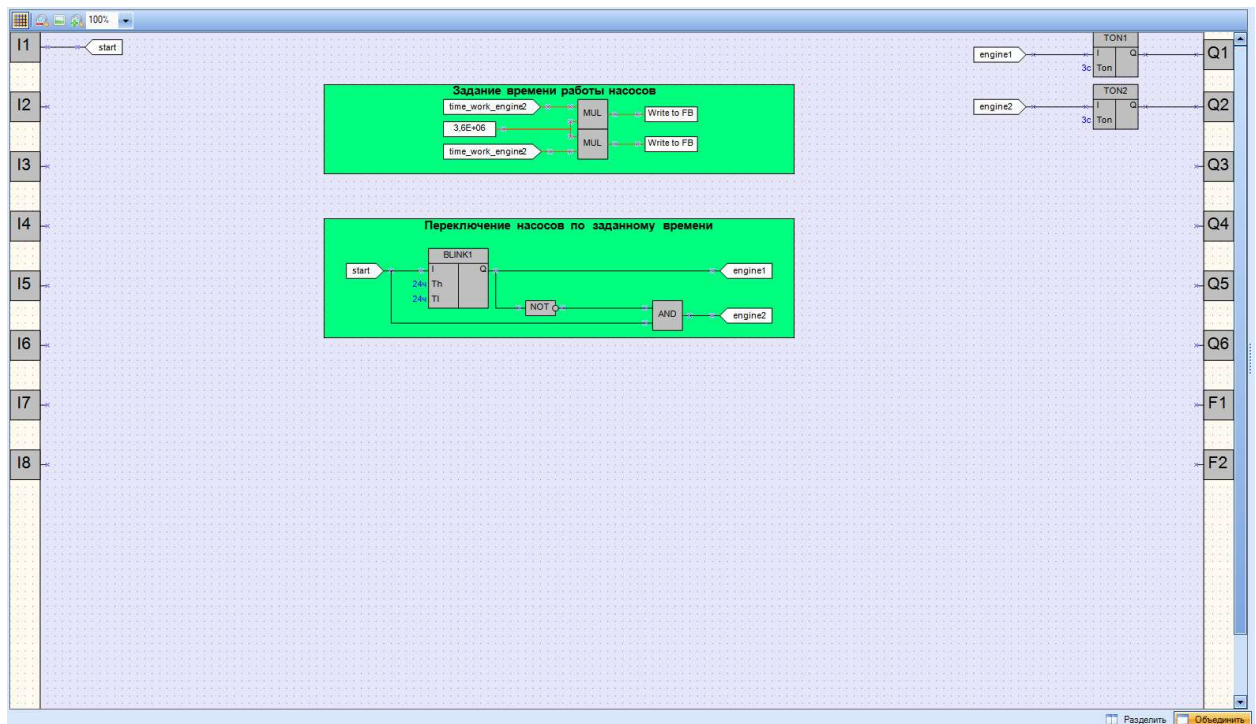 100%
I1
start
engine1
TON1
I
Q
3с
Ton
Q1
Задание времени работы насосов
I2
time_work_engine2
MUL
Write to FB
3,6E+06
MUL
Write to FB
time_work_engine2
engine2
TON2
I
Q
3с
Ton
Q2
I3
Q3
I4
Переключение насосов по заданному времени
Q4
BLINK1
start
I
Q
engine1
24ч
Th
24ч
Tl
I5
Q5
NOT
AND
engine2
I6
Q6
I7
F1
I8
F2
Разделить
Объединить